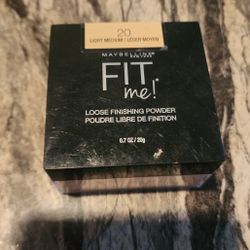 20
LIGHT MEDIUM / LÉGER MOYEN
MAYBELLINE
NEW YORK
FIT
me!
LOOSE FINISHING POWDER
POUDRE LIBRE DE FINITION
0.7 OZ / 20g